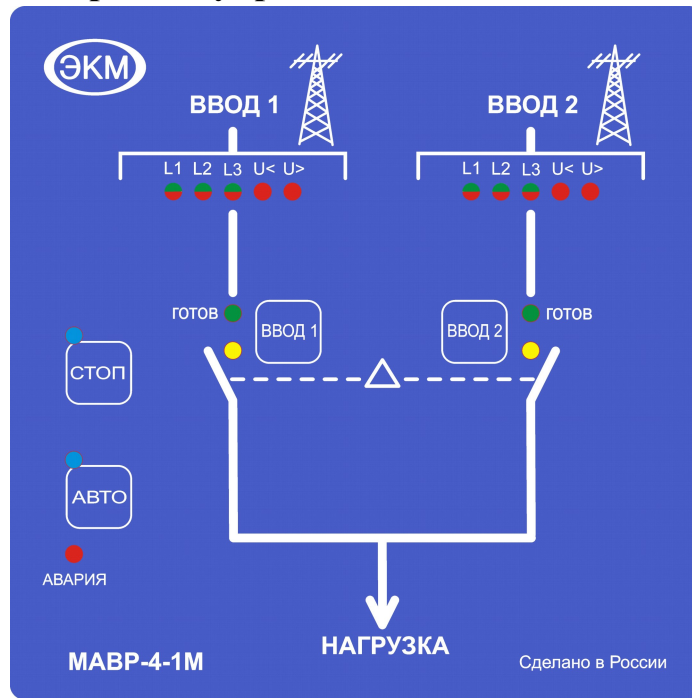 ЭКМ
ВВОД 1 ВВОД 2
L1 L2 L3 U< U> L1 L2 L3 U< U>
ГОТОВ ГОТОВ
ВВОД 1 ВВОД 2
СТОП
АВТО
АВАРИЯ
НАГРУЗКА
МАВР-4-1М Сделано в России